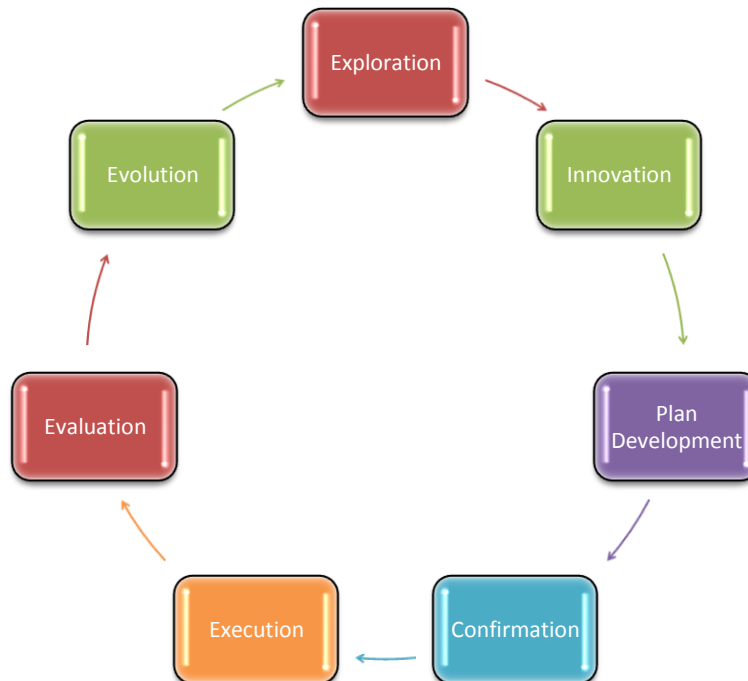 Exploration
Innovation
Plan
Development
Confirmation
Execution
Evaluation
Evolution